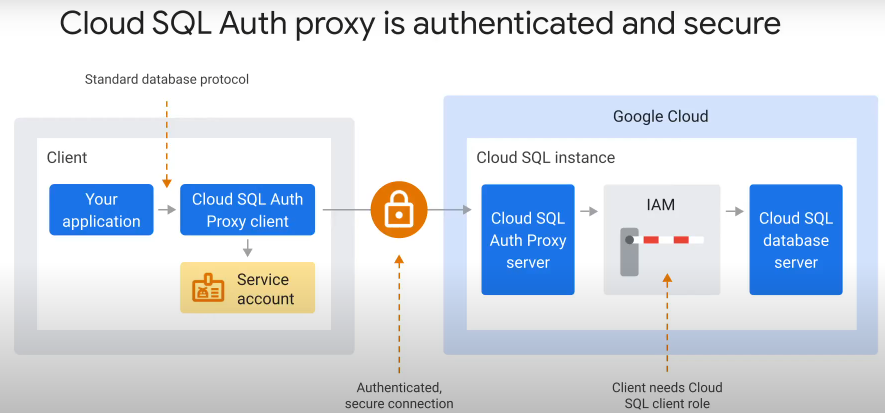 Cloud SQL Auth proxy is authenticated and secure
Standard database protocol
Client
Your
application
Cloud SQL Auth
Proxy client
Service
account
Authenticated,
secure connection
Google Cloud
Cloud SQL instance
Cloud SQL
Auth Proxy
server
IAM
Cloud SQL
database
server
Client needs Cloud
SQL client role